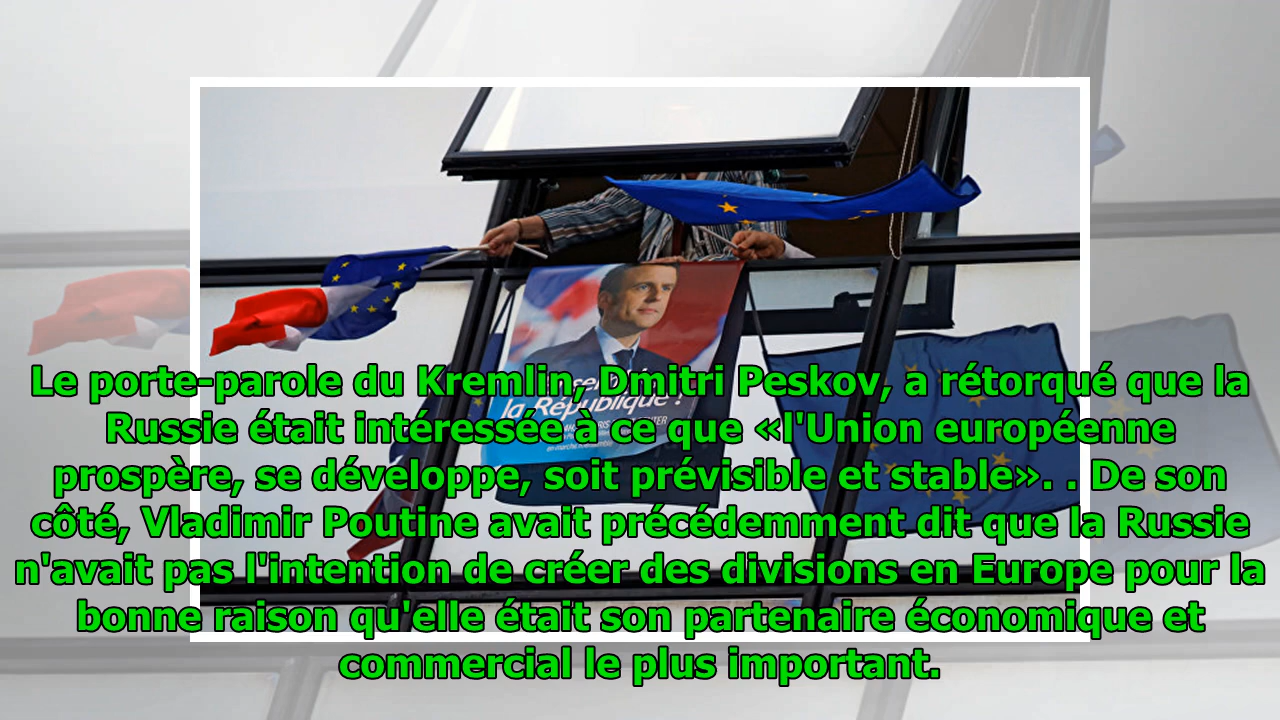 Le porte-parole du Kremlin, Dmitri Peskov, a rétorqué que la
Russie était intéressée à ce que «l'Union européenne
prospère, se développe, soit prévisible et stable». . De son
côté, Vladimir Poutine avait précédemment dit que la Russie
n'avait pas l'intention de créer des divisions en Europe pour la
bonne raison qu'elle était son partenaire économique et
commercial le plus important.
la République !